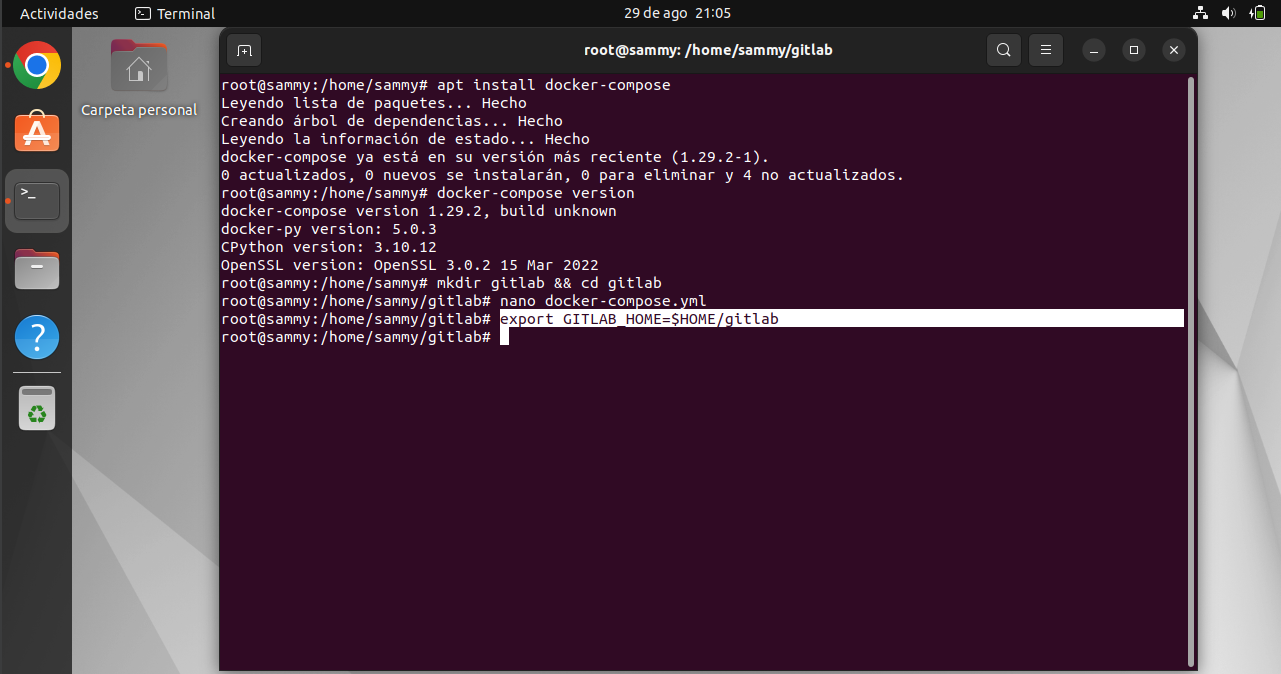 Actividades
Terminal
29 de ago 21:05
Carpeta personal
root@sammy: /home/sammy/gitlab
root@sammy:/home/sammy# apt install docker-compose
Leyendo lista de paquetes... Hecho
Creando árbol de dependencias... Hecho
Leyendo la información de estado... Hecho
docker-compose ya está en su versión más reciente (1.29.2-1).
0 actualizados, 0 nuevos se instalarán, 0 para eliminar y 4 no actualizados.
root@sammy:/home/sammy# docker-compose version
docker-compose version 1.29.2, build unknown
docker-py version: 5.0.3
CPython version: 3.10.12
OpenSSL version: OpenSSL 3.0.2 15 Mar 2022
root@sammy:/home/sammy# mkdir gitlab && cd gitlab
root@sammy:/home/sammy/gitlab# nano docker-compose.yml
root@sammy:/home/sammy/gitlab# export GITLAB_HOME=$HOME/gitlab
root@sammy:/home/sammy/gitlab#